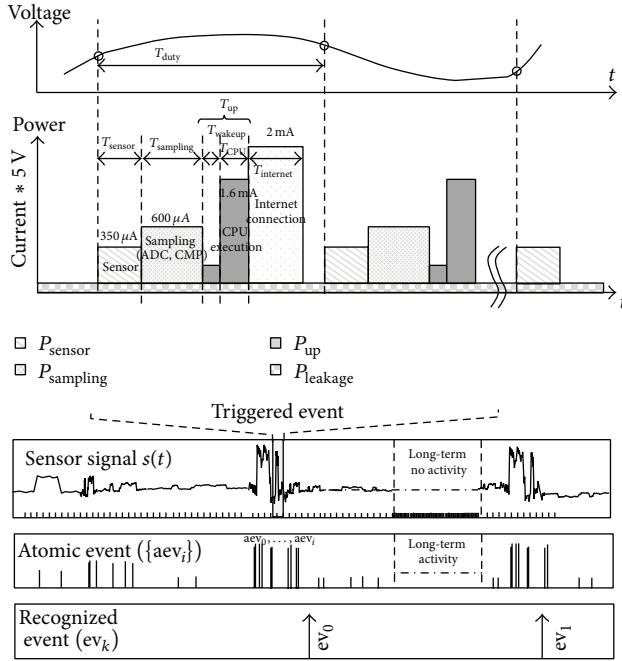 Voltage
T_duty
t
Power
T_up
T_sensor
T_sampling
T_wakeup
T_CPU
2 mA
T_internet
1.6 mA
Internet
connection
600 μA
350 μA
Sampling
(ADC, CMP)
CPU
execution
Sensor
Current * 5 V
t
P_sensor
P_up
P_sampling
P_leakage
Triggered event
Sensor signal s(t)
Long-term
no activity
Atomic event ({aev_i})
aev_0, . . . , aev_i
Long-term
activity
Recognized
event (ev_k)
ev_0
ev_1